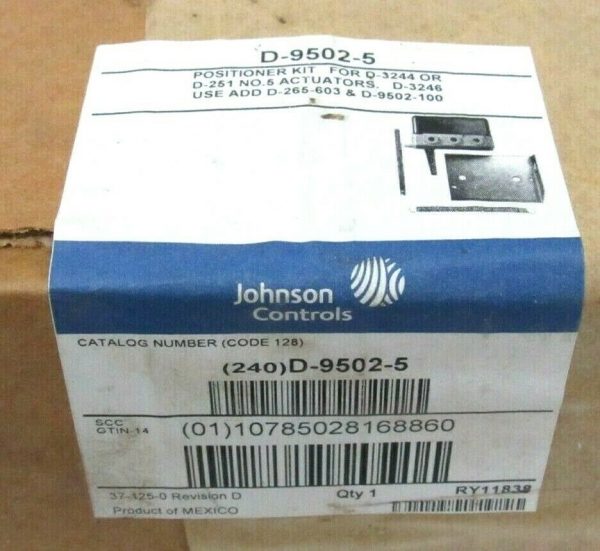 D-9502-5
POSITIONER KIT FOR D-3244 OR
D-251 NO.5 ACTUATORS. D-3246
USE ADD D-265-603 & D-9502-100
Johnson
Controls
CATALOG NUMBER (CODE 128)
(240)D-9502-5
SCC
GTIN-14
(01)10785028168860
37-125-0 Revision D
Qty 1
RY11839
Product of MEXICO